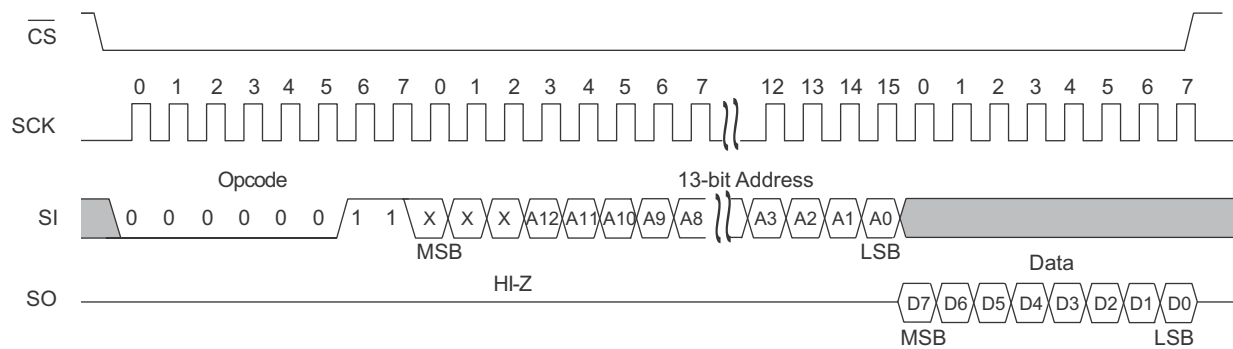 CS
0 1 2 3 4 5 6 7 0 1 2 3 4 5 6 7 12 13 14 15 0 1 2 3 4 5 6 7
SCK
Opcode 13-bit Address
SI 0 0 0 0 0 0 1 1 X X X A12 A11 A10 A9 A8 A3 A2 A1 A0
MSB LSB
HI-Z Data
SO D7 D6 D5 D4 D3 D2 D1 D0
MSB LSB